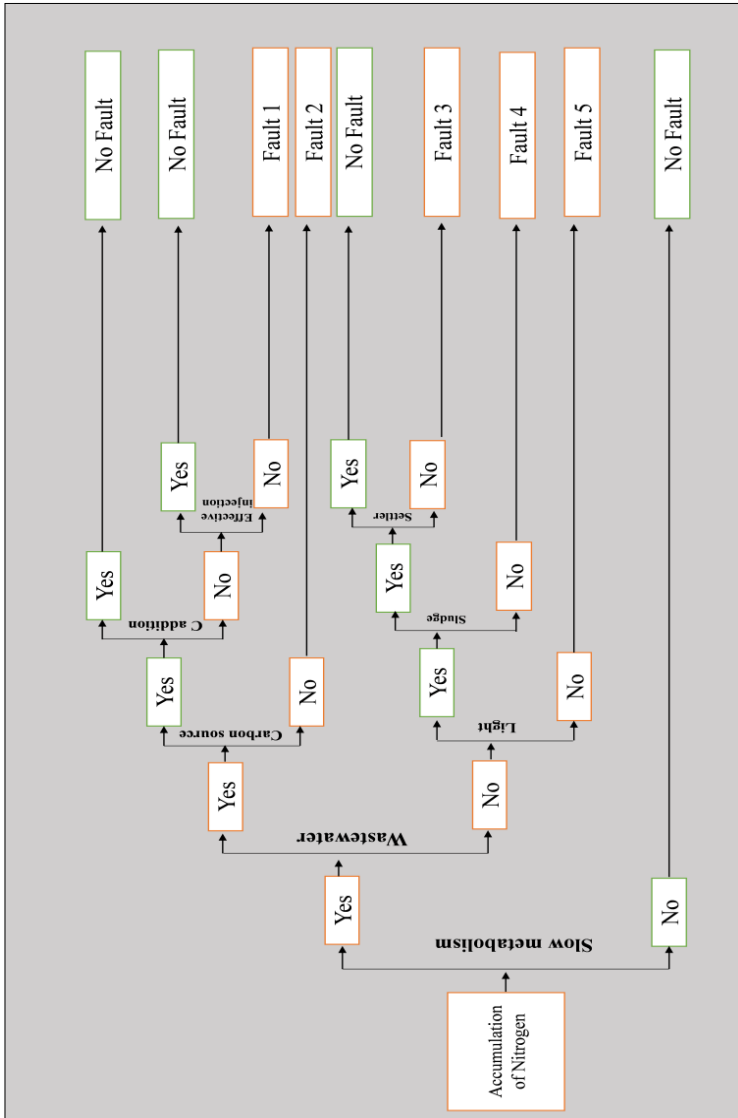 No Fault
No Fault
Fault 1
Fault 2
No Fault
Fault 3
Fault 4
Fault 5
No Fault
Yes
No
Effective
injection
Yes
No
Settler
Yes
No
C addition
Yes
No
Sludge
Yes
No
Carbon source
Yes
No
Light
Yes
No
Wastewater
Yes
No
Slow metabolism
Accumulation
of Nitrogen